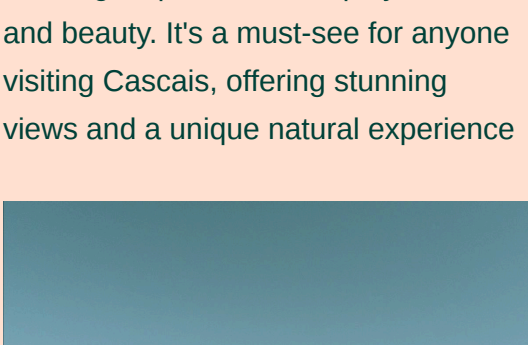 and beauty. It's a must-see for anyone
visiting Cascais, offering stunning
views and a unique natural experience